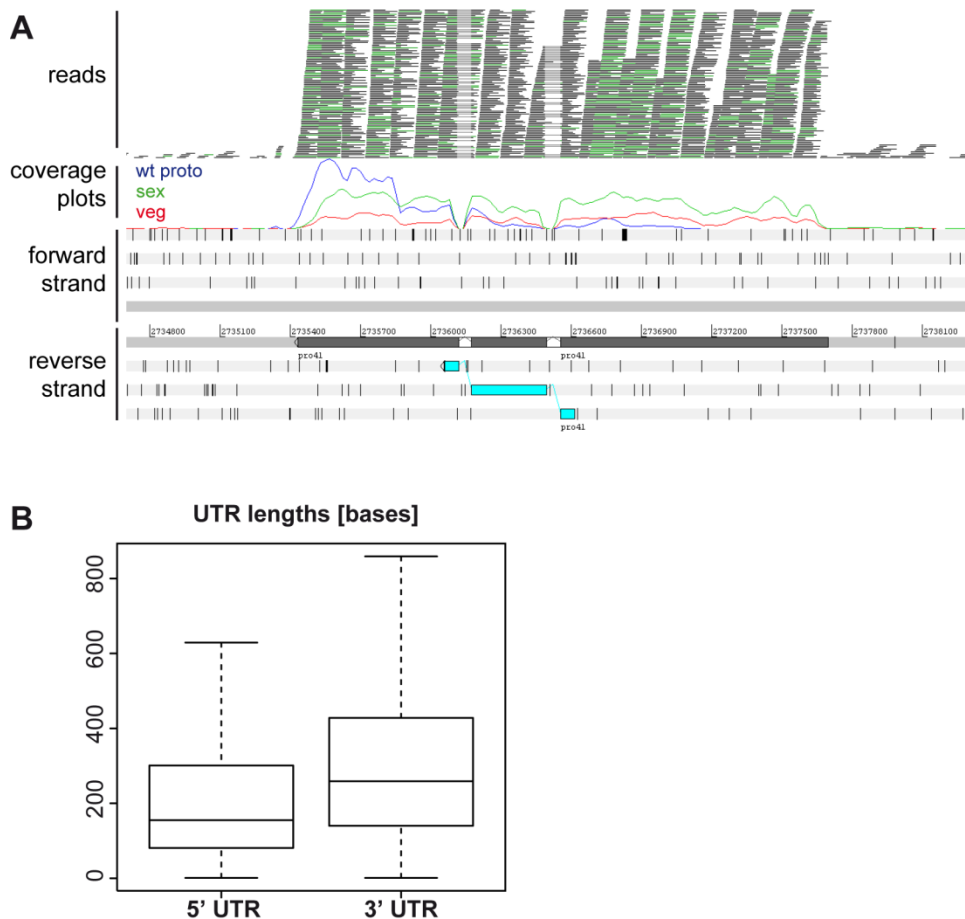 A
reads
coverage
plots
wt proto
sex
veg
forward
strand
2734800 2735100 2735400 2735700 2736000 2736300 2736600 2736900 2737200 2737500 2737800 2738100
pro41 pro41
reverse
strand
pro41
B
UTR lengths [bases]
800
600
400
200
0
5' UTR 3' UTR